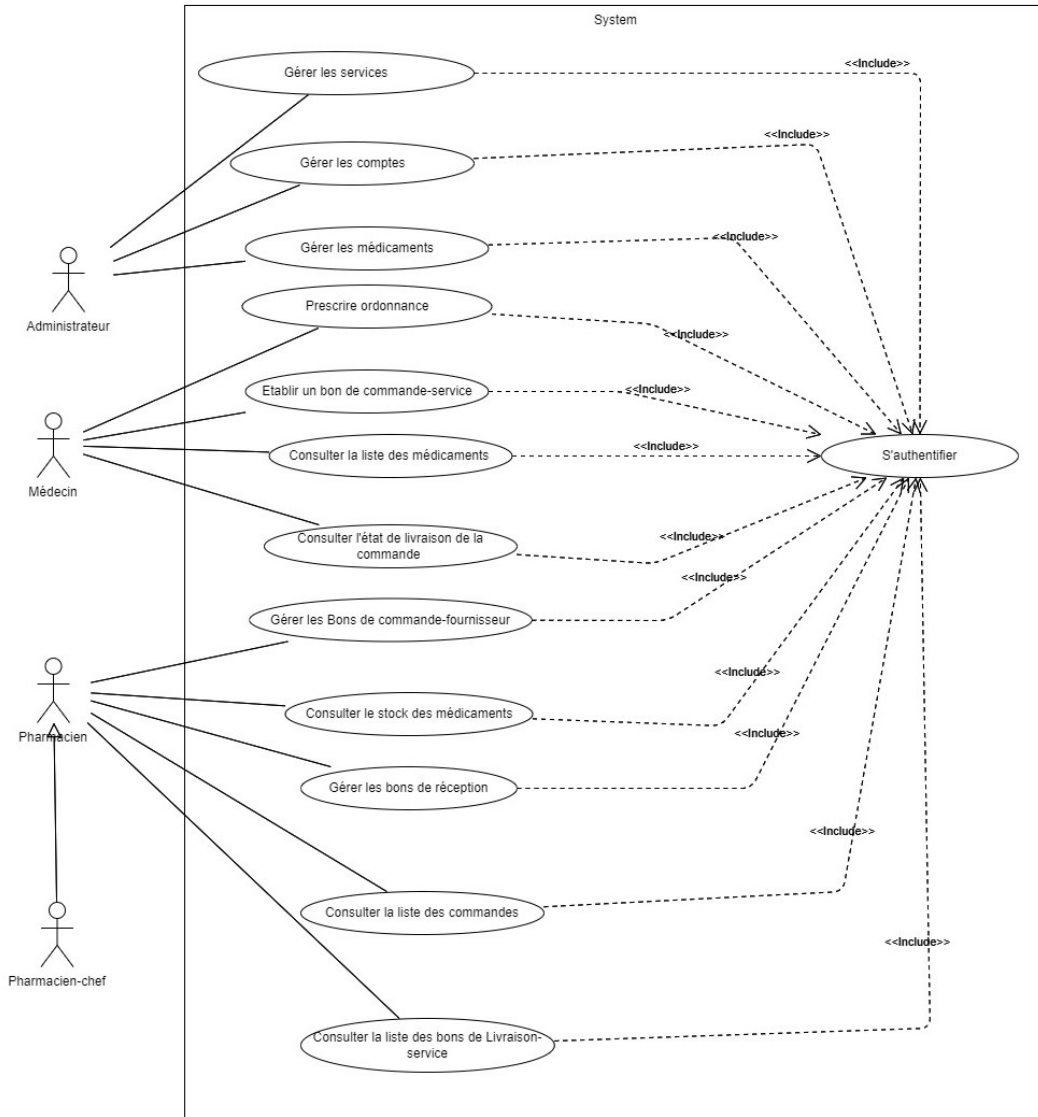 System
Gérer les services
<<Include>>
Gérer les comptes
<<Include>>
Gérer les médicaments
<<Include>>
Administrateur
Prescrire ordonnance
<<Include>>
Etablir un bon de commande-service
<<Include>>
Médecin
Consulter la liste des médicaments
<<Include>>
S'authentifier
Consulter l'état de livraison de la
commande
<<Include>>
Gérer les Bons de commande-fournisseur
<<Include>>
Pharmacien
Consulter le stock des médicaments
<<Include>>
Gérer les bons de réception
<<Include>>
Consulter la liste des commandes
<<Include>>
Pharmacien-chef
<<Include>>
Consulter la liste des bons de Livraison-
service